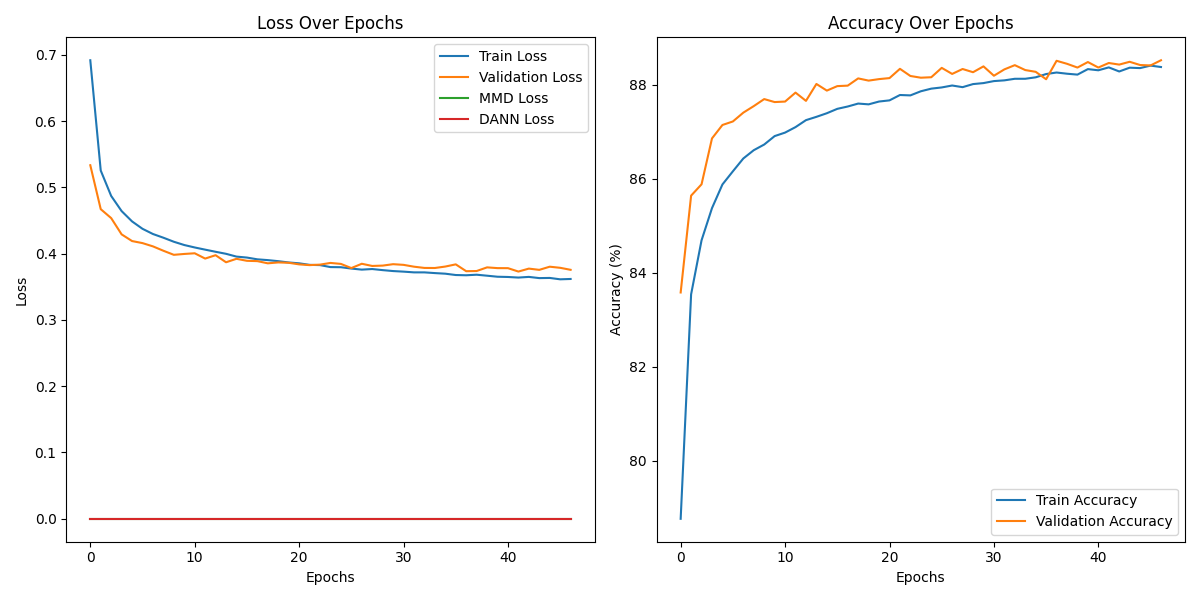 Loss Over Epochs
Loss
0.7
0.6
0.5
0.4
0.3
0.2
0.1
0.0
Train Loss
Validation Loss
MMD Loss
DANN Loss
0 10 20 30 40
Epochs
Accuracy Over Epochs
Accuracy (%)
88
86
84
82
80
Train Accuracy
Validation Accuracy
0 10 20 30 40
Epochs